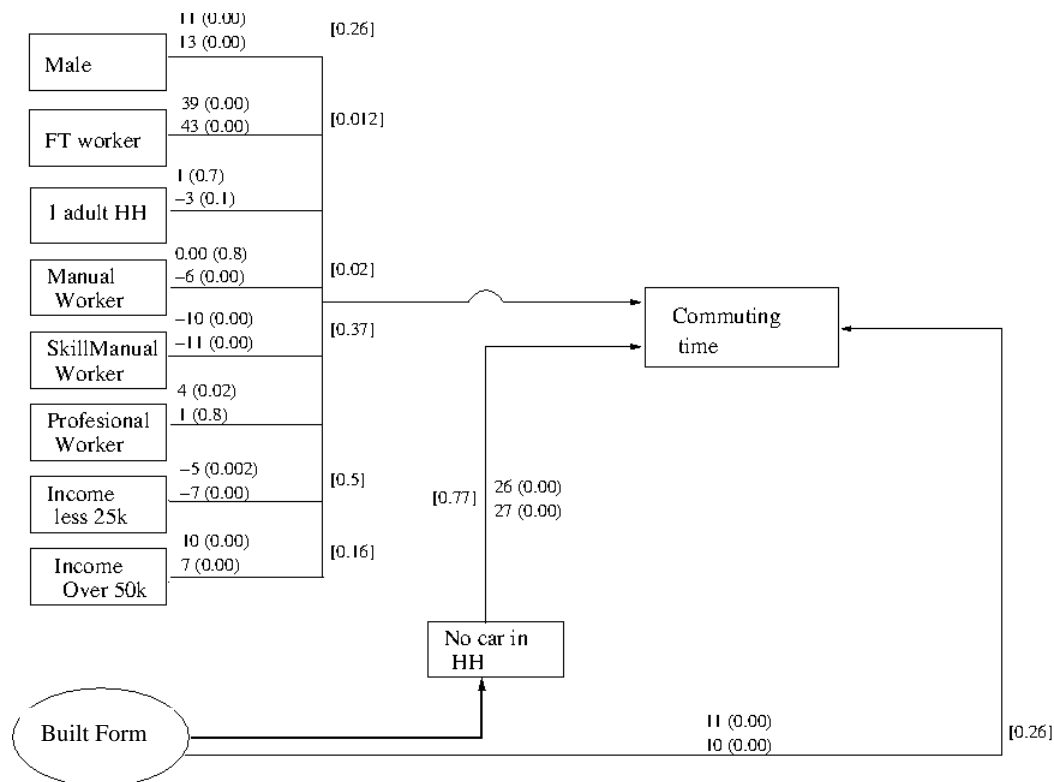 11 (0.00)
13 (0.00)
[0.26]
Male
39 (0.00)
43 (0.00)
[0.012]
FT worker
1 (0.7)
−3 (0.1)
1 adult HH
0.00 (0.8)
−6 (0.00)
[0.02]
Manual
Worker
−10 (0.00)
−11 (0.00)
[0.37]
SkillManual
Worker
4 (0.02)
1 (0.8)
Profesional
Worker
−5 (0.002)
−7 (0.00)
[0.5]
Income
less 25k
10 (0.00)
7 (0.00)
[0.16]
Income
Over 50k
Commuting
time
[0.77]
26 (0.00)
27 (0.00)
No car in
HH
Built Form
11 (0.00)
10 (0.00)
[0.26]